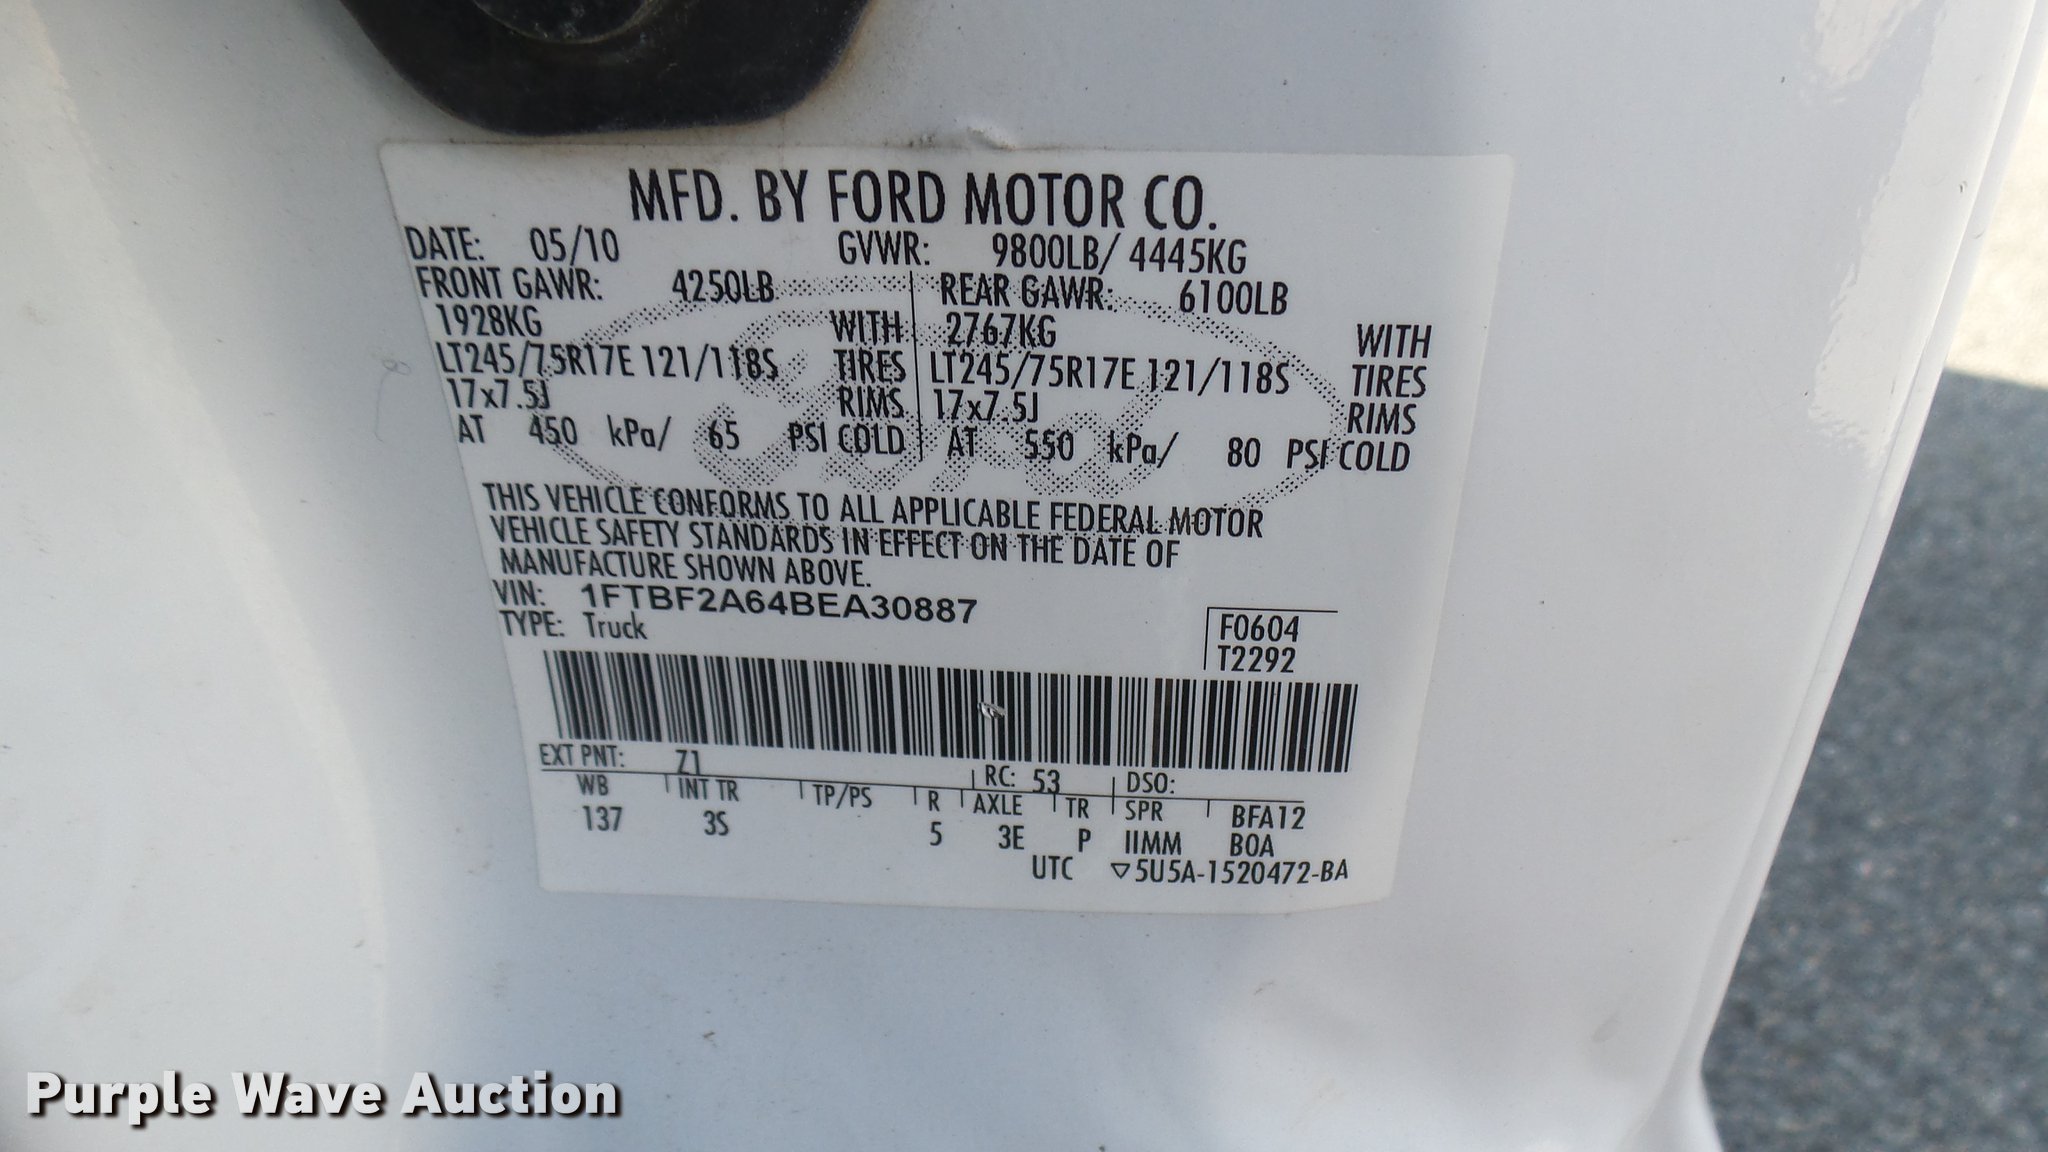 MFD. BY FORD MOTOR CO.
DATE: 05/10 GVWR: 9800LB/ 4445KG
FRONT GAWR: 4250LB REAR GAWR: 6100LB
1928KG WITH 2767KG WITH
LT245/75R17E 121/118S TIRES LT245/75R17E 121/118S TIRES
17x7.5J RIMS 17x7.5J RIMS
AT 450 kPa/ 65 PSI COLD AT 550 kPa/ 80 PSI COLD
THIS VEHICLE CONFORMS TO ALL APPLICABLE FEDERAL MOTOR
VEHICLE SAFETY STANDARDS IN EFFECT ON THE DATE OF
MANUFACTURE SHOWN ABOVE.
VIN: 1FTBF2A64BEA30887
TYPE: Truck F0604
T2292
EXT PNT: Z1 RC: 53 DSO:
WB INT TR TP/PS R AXLE TR SPR BFA12
137 3S 5 3E P IIMM BOA
UTC ▽5U5A-1520472-BA
Purple Wave Auction